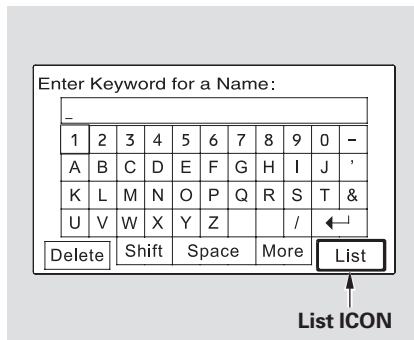 Enter Keyword for a Name:
_
1 2 3 4 5 6 7 8 9 0 –
A B C D E F G H I J '
K L M N O P Q R S T &
U V W X Y Z / ↵
Delete Shift Space More List
List ICON